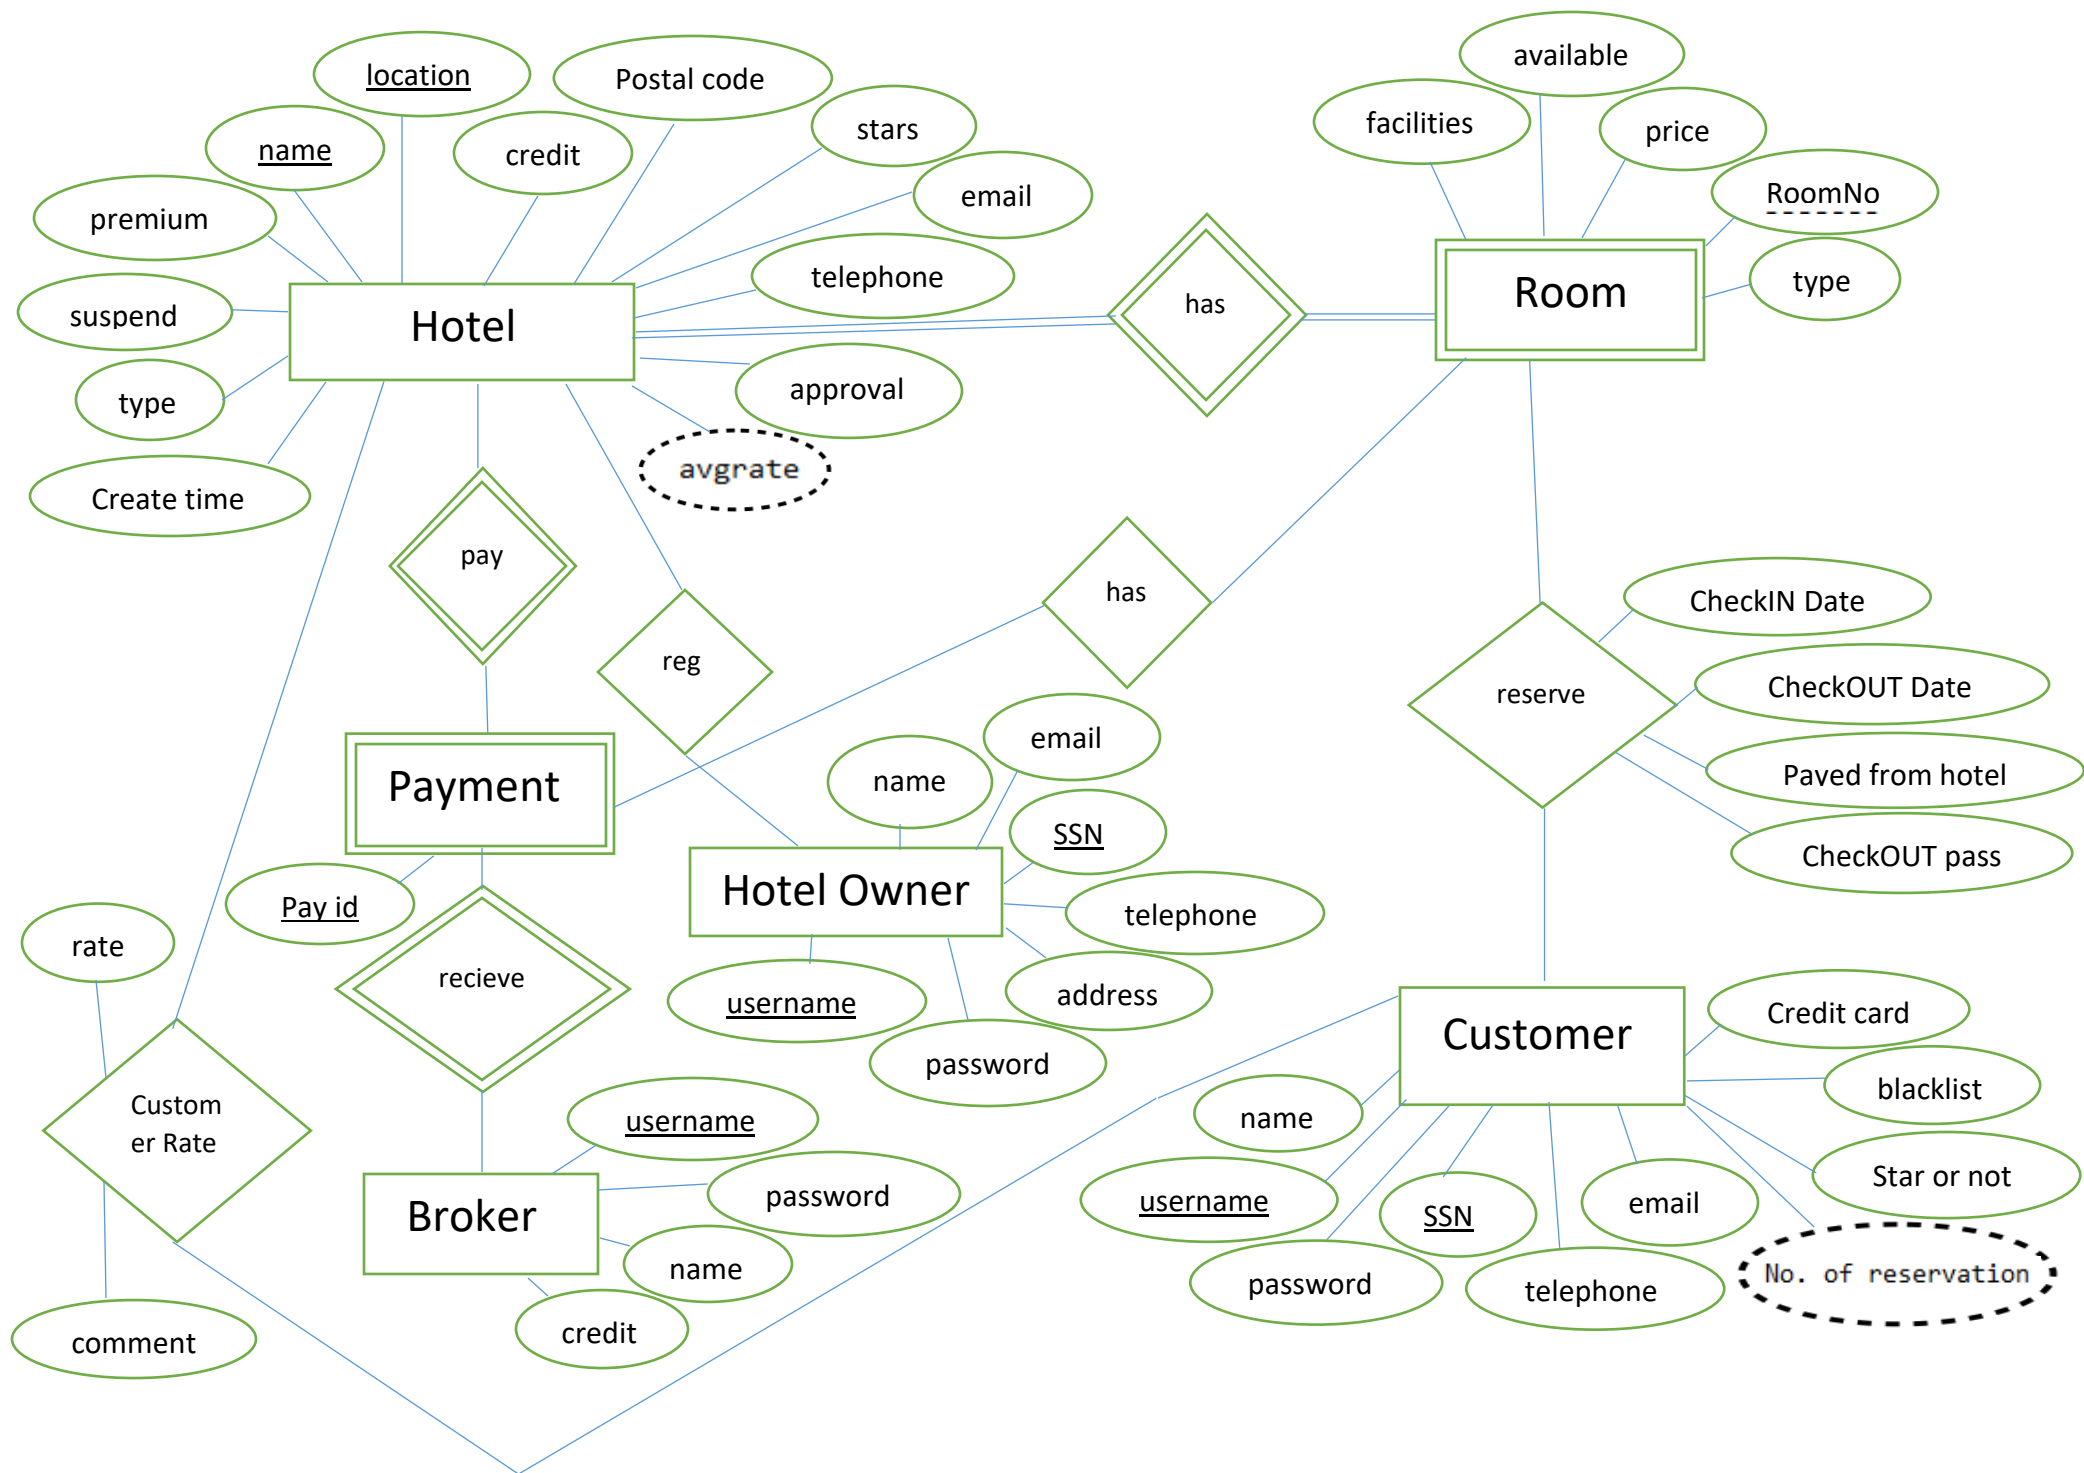 available
location
Postal code
facilities
stars
price
name
credit
RoomNo
email
premium
telephone
type
Room
has
suspend
Hotel
approval
type
avgrate
Create time
pay
has
CheckIN Date
reg
CheckOUT Date
reserve
email
Paved from hotel
name
Payment
SSN
CheckOUT pass
Hotel Owner
Pay id
telephone
rate
recieve
address
username
Credit card
Customer
password
blacklist
Custom
er Rate
name
username
Star or not
password
username
SSN
email
Broker
name
No. of reservation
password
telephone
credit
comment